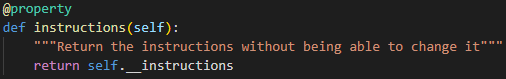 @property
def instructions(self):
    """Return the instructions without being able to change it"""
    return self.__instructions